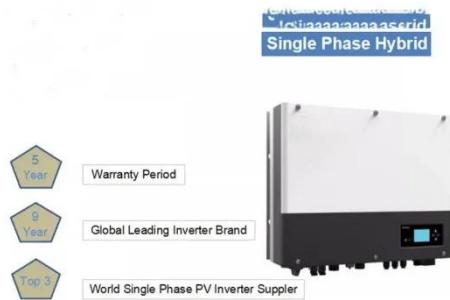 Single Phase Hybrid
5
Year
Warranty Period
9
Year
Global Leading Inverter Brand
Top 3
World Single Phase PV Inverter Suppler